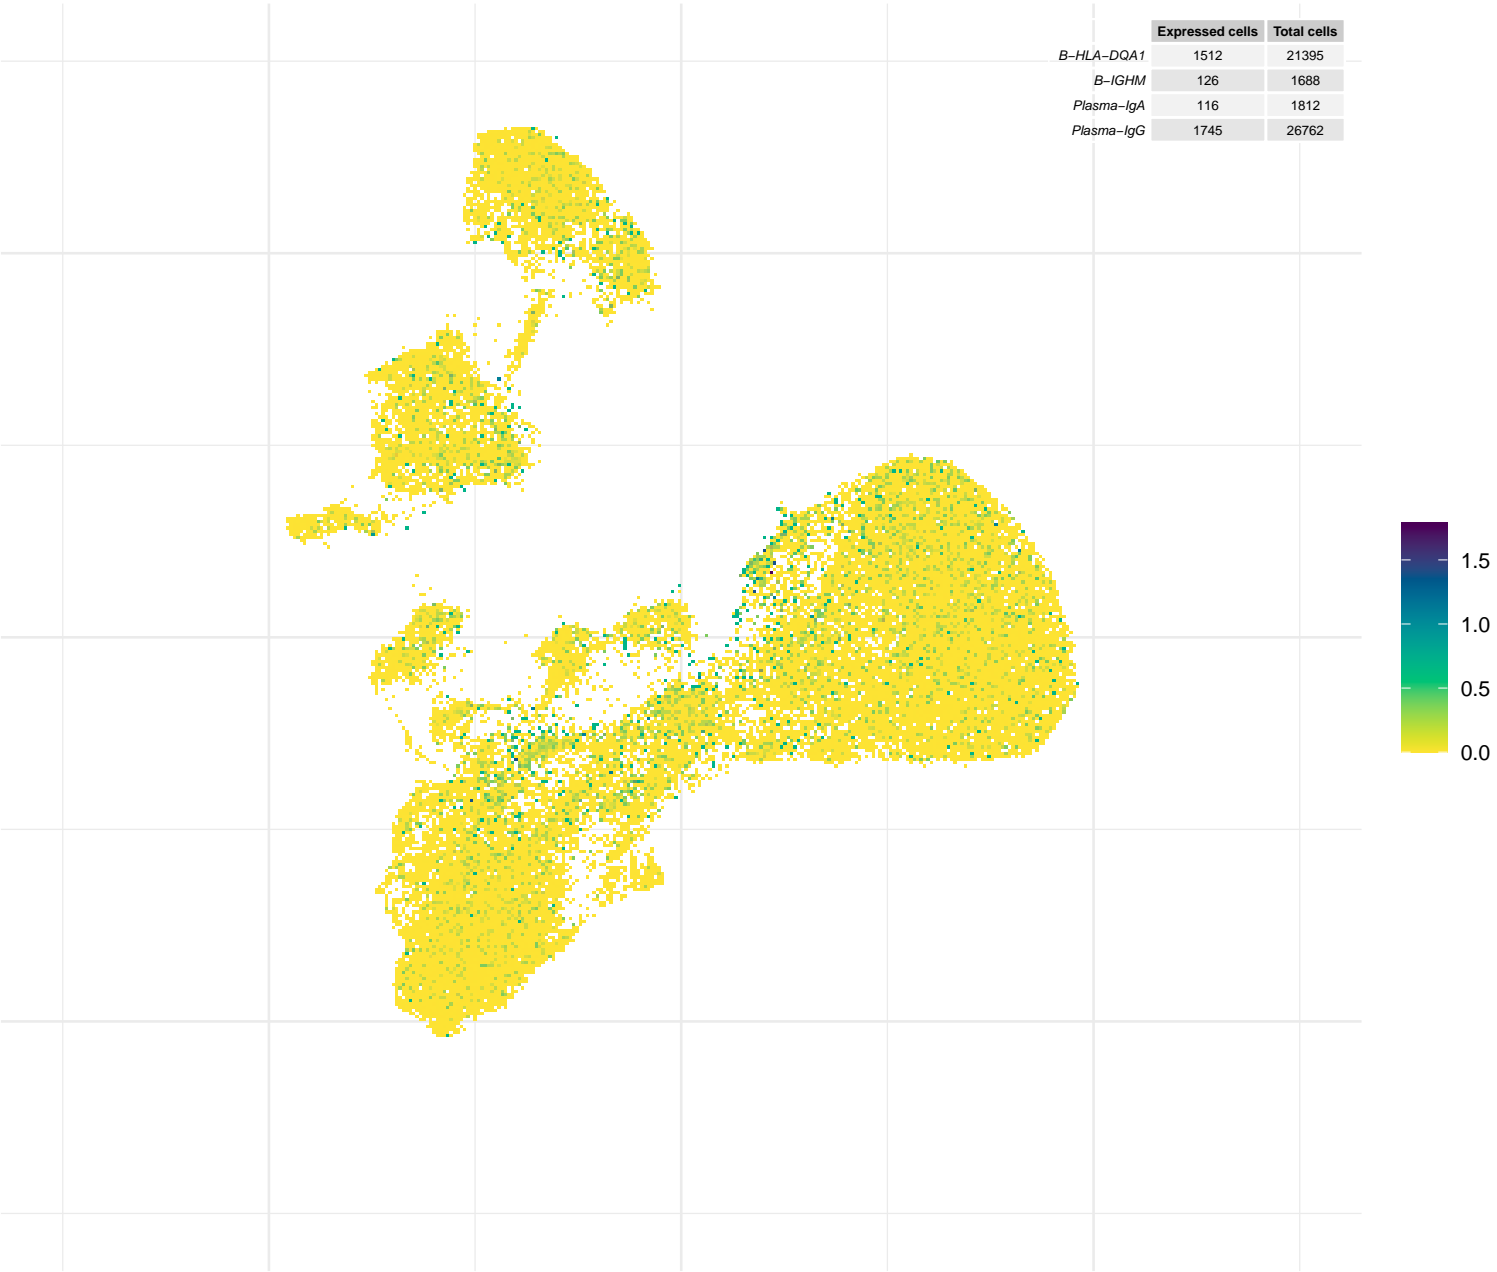 Expressed cells Total cells
B−HLA−DQA1 1512 21395
B−IGHM 126 1688
Plasma−IgA 116 1812
Plasma−IgG 1745 26762
1.5
1.0
0.5
0.0